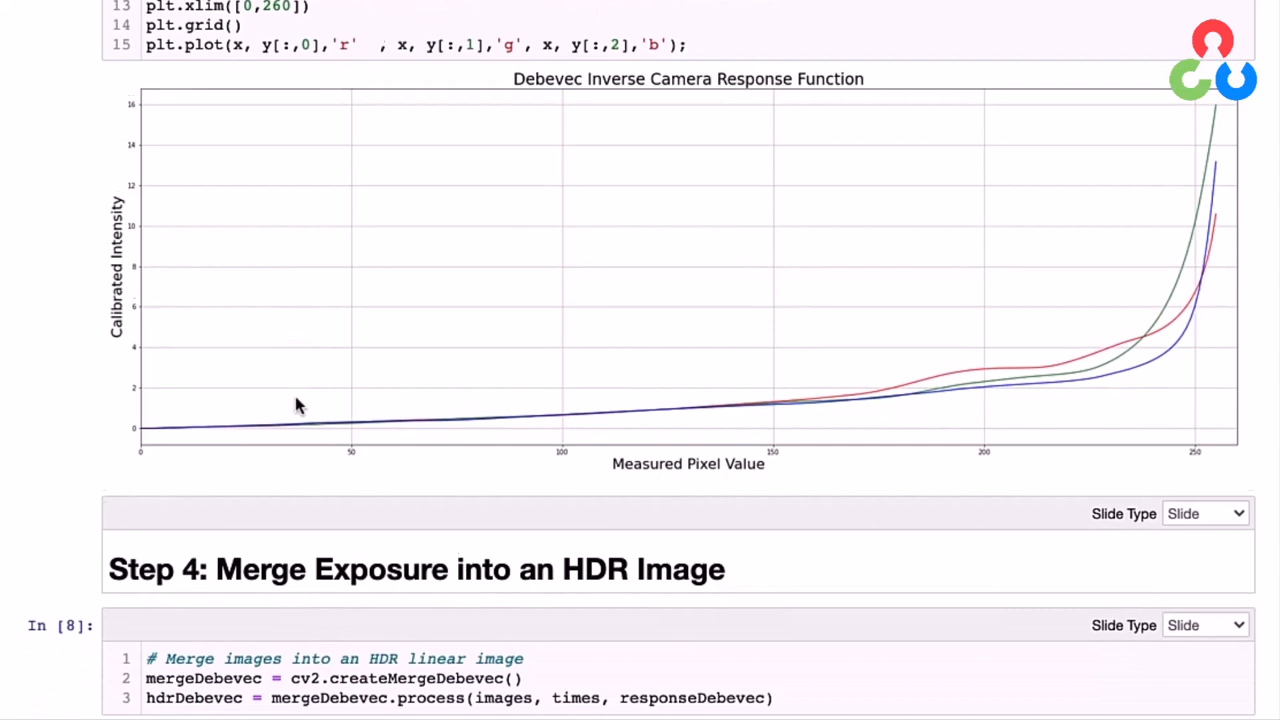 13 plt.xlim([0,260])
14 plt.grid()
15 plt.plot(x, y[:,0],'r'  , x, y[:,1],'g', x, y[:,2],'b');
Debevec Inverse Camera Response Function
16
14
12
10
8
6
4
2
0
Calibrated Intensity
0 50 100 150 200 250
Measured Pixel Value
Slide Type Slide
Step 4: Merge Exposure into an HDR Image
In [8]:
Slide Type Slide
1 # Merge images into an HDR linear image
2 mergeDebevec = cv2.createMergeDebevec()
3 hdrDebevec = mergeDebevec.process(images, times, responseDebevec)